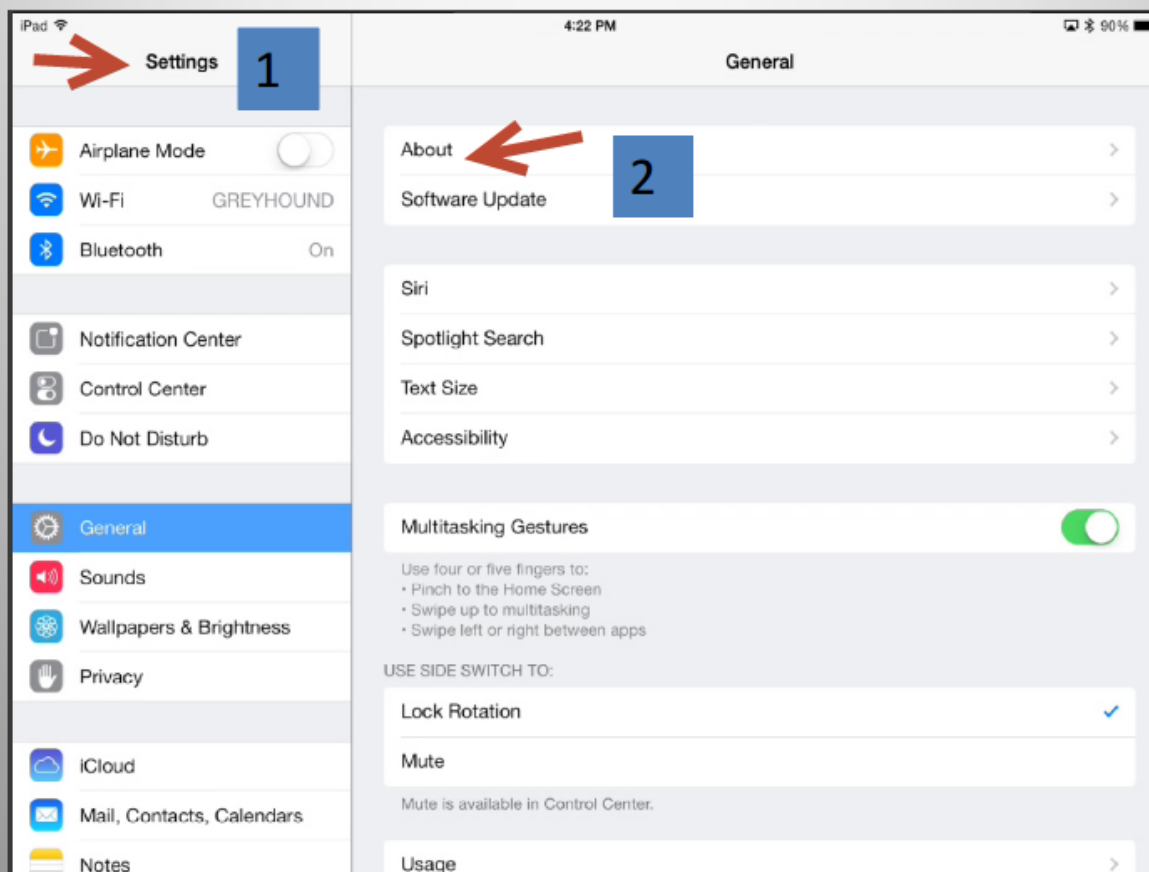 iPad
4:22 PM
90%
Settings
1
General
Airplane Mode
Wi-Fi GREYHOUND
Bluetooth On
Notification Center
Control Center
Do Not Disturb
General
Sounds
Wallpapers & Brightness
Privacy
iCloud
Mail, Contacts, Calendars
Notes
About
2
Software Update
Siri
Spotlight Search
Text Size
Accessibility
Multitasking Gestures
Use four or five fingers to:
• Pinch to the Home Screen
• Swipe up to multitasking
• Swipe left or right between apps
USE SIDE SWITCH TO:
Lock Rotation
Mute
Mute is available in Control Center.
Usage